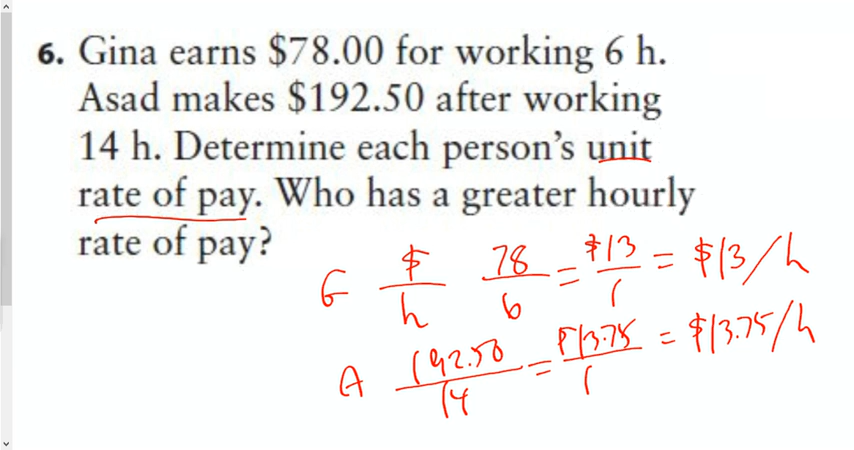 6. Gina earns $78.00 for working 6 h.
Asad makes $192.50 after working
14 h. Determine each person's unit
rate of pay. Who has a greater hourly
rate of pay?
G $/h 78/6 = $13/1 = $13/h
A 192.50/14 = $13.75/1 = $13.75/h